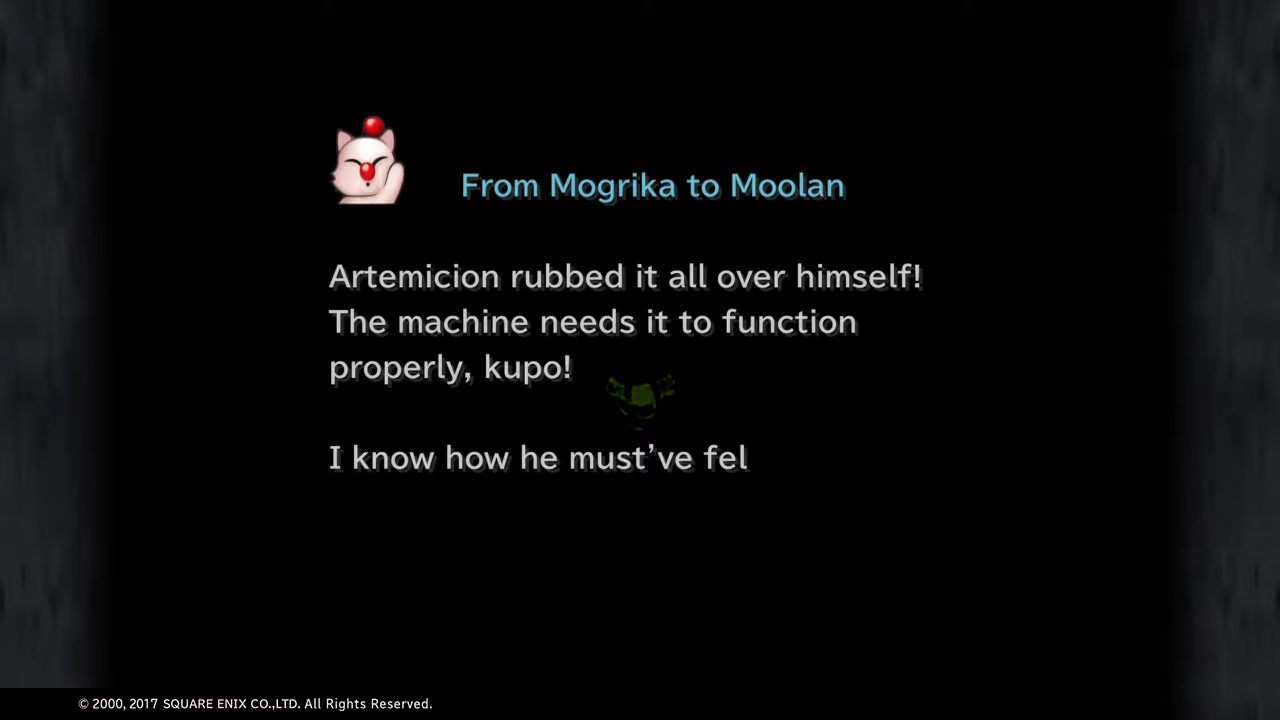 From Mogrika to Moolan
Artemicion rubbed it all over himself!
The machine needs it to function
properly, kupo!
I know how he must’ve fel
© 2000, 2017 SQUARE ENIX CO.,LTD. All Rights Reserved.